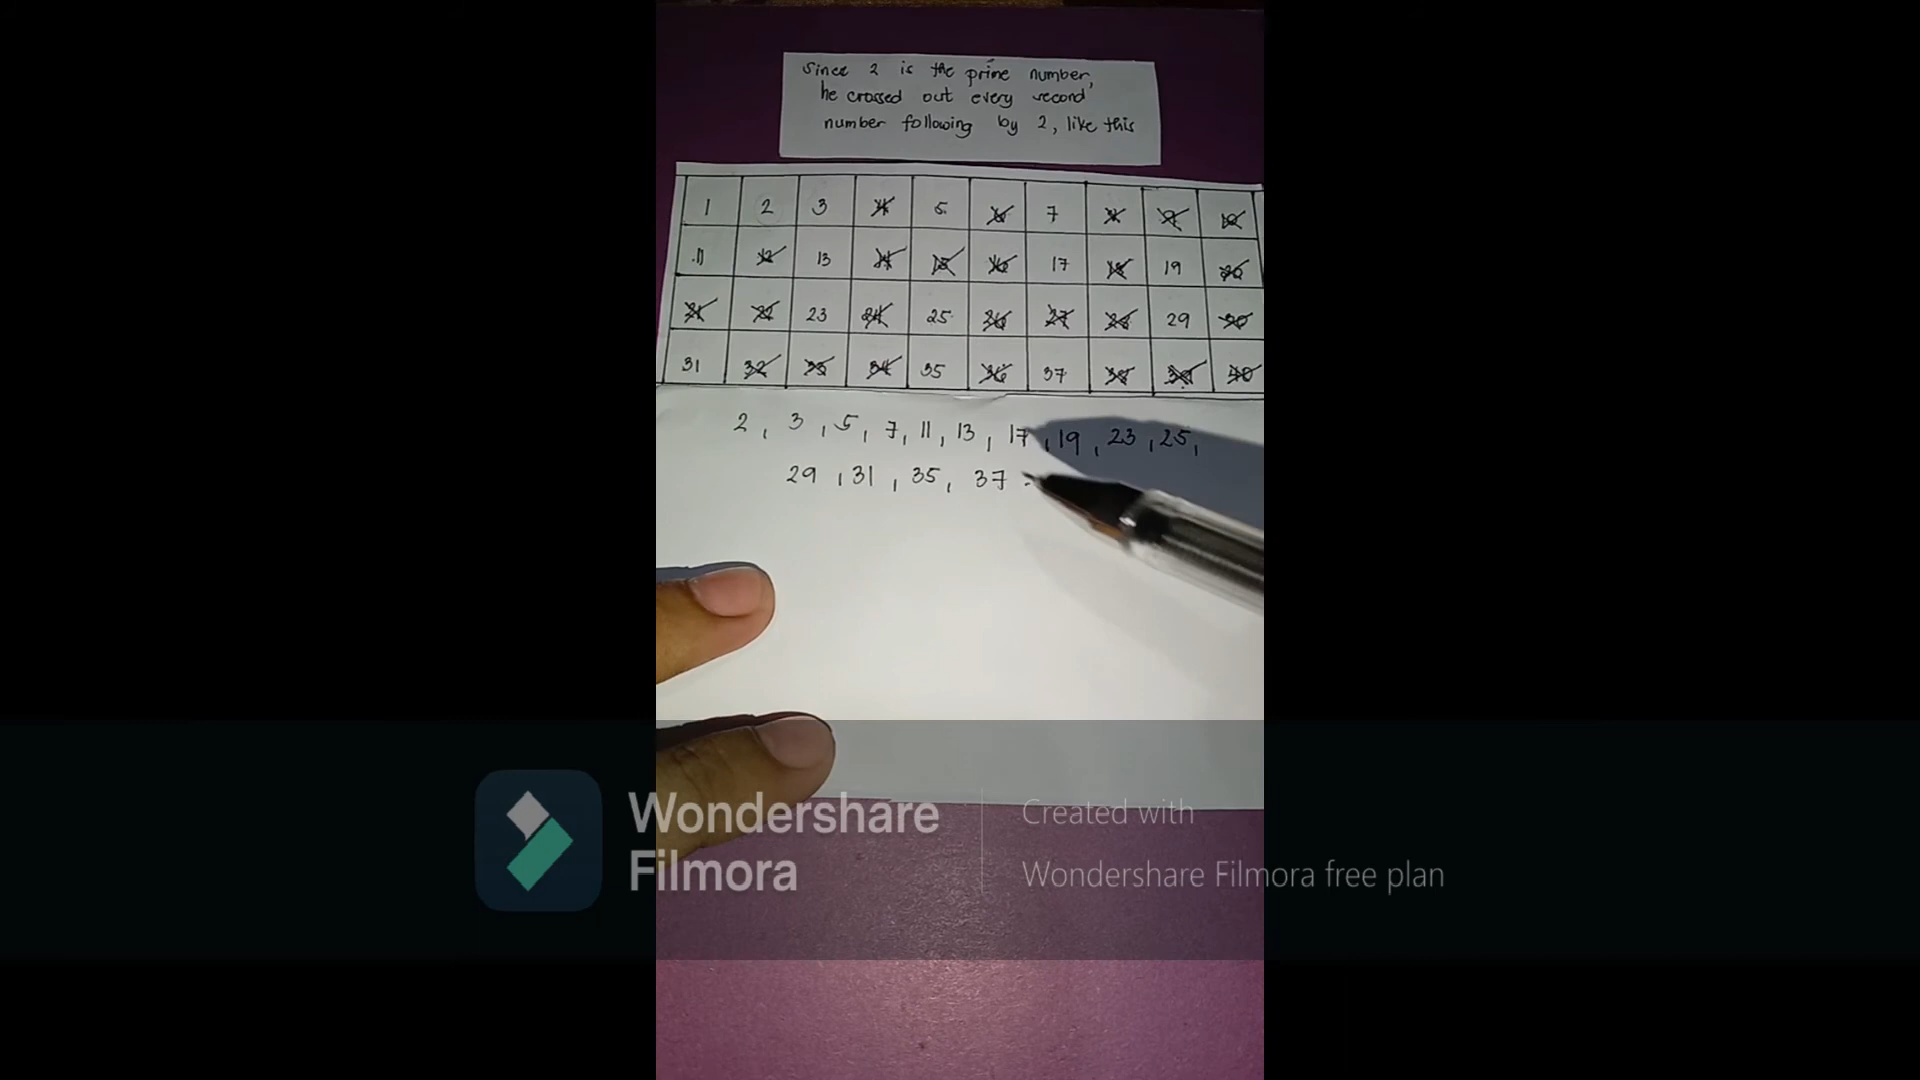 Since 2 is the prime number,
he crossed out every second
number following by 2, like this
1 2 3 4 5 6 7 8 9 10
11 12 13 14 15 16 17 18 19 20
21 22 23 24 25 26 27 28 29 30
31 32 33 34 35 36 37 38 39 40
2, 3, 5, 7, 11, 13, 17, 19, 23, 25,
29, 31, 35, 37.
Wondershare
Filmora
Created with
Wondershare Filmora free plan